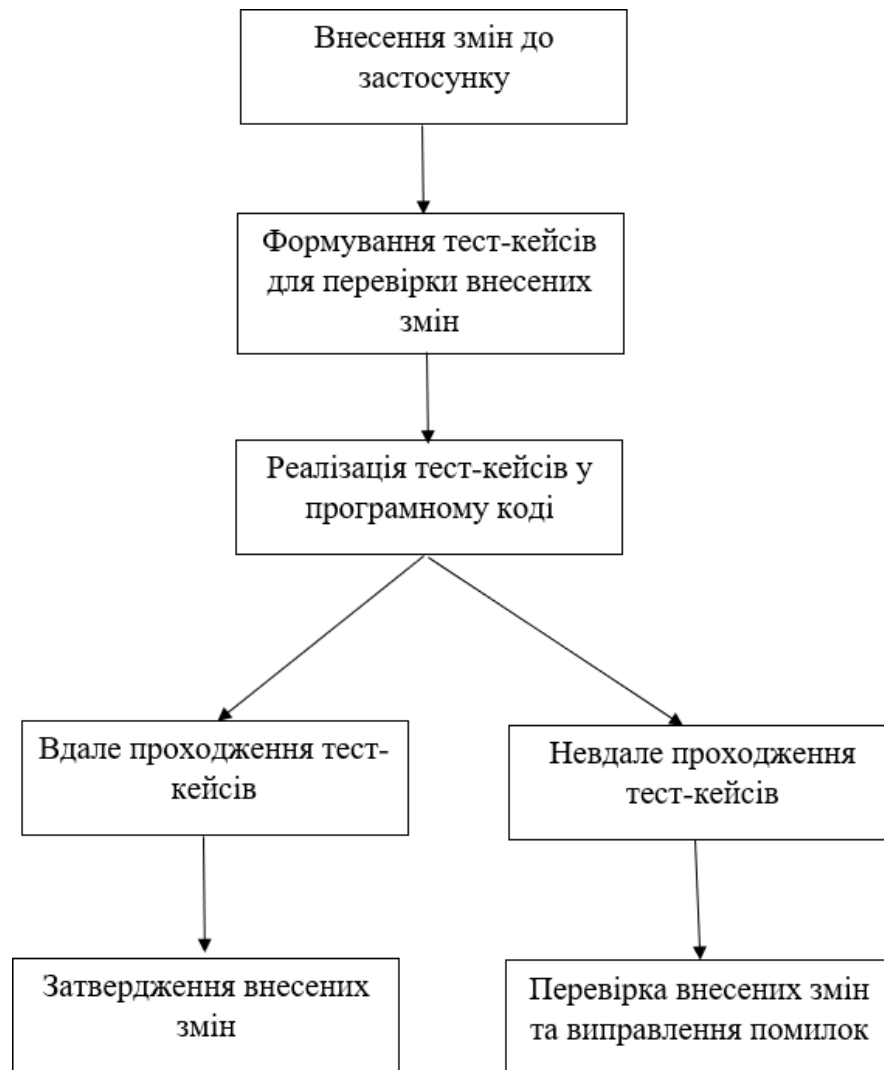 Внесення змін до
застосунку
Формування тест-кейсів
для перевірки внесених
змін
Реалізація тест-кейсів у
програмному коді
Вдале проходження тест-
кейсів
Невдале проходження
тест-кейсів
Затвердження внесених
змін
Перевірка внесених змін
та виправлення помилок